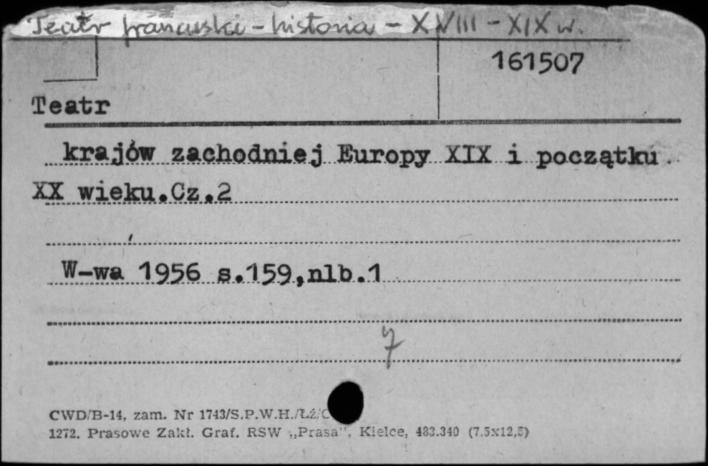 Teatr francuski - historia - XVIII - XIX w.
161507
Teatr
krajów zachodniej Europy XIX i początku
XX wieku.Cz.2
W-wa 1956 s.159,nlb.1
7
CWD/B-14, zam. Nr 1743/S.P.W.H./Łź/C
1272. Prasowe Zakł. Graf. RSW „Prasa", Kielce, 483.340 (7.5x12,5)